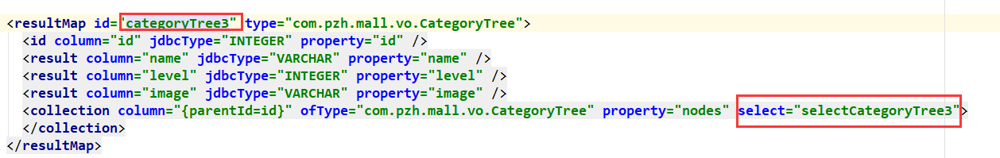 <resultMap id="categoryTree3" type="com.pzh.mall.vo.CategoryTree">
<id column="id" jdbcType="INTEGER" property="id" />
<result column="name" jdbcType="VARCHAR" property="name" />
<result column="level" jdbcType="INTEGER" property="level" />
<result column="image" jdbcType="VARCHAR" property="image" />
<collection column="{parentId=id}" ofType="com.pzh.mall.vo.CategoryTree" property="nodes" select="selectCategoryTree3">
</collection>
</resultMap>